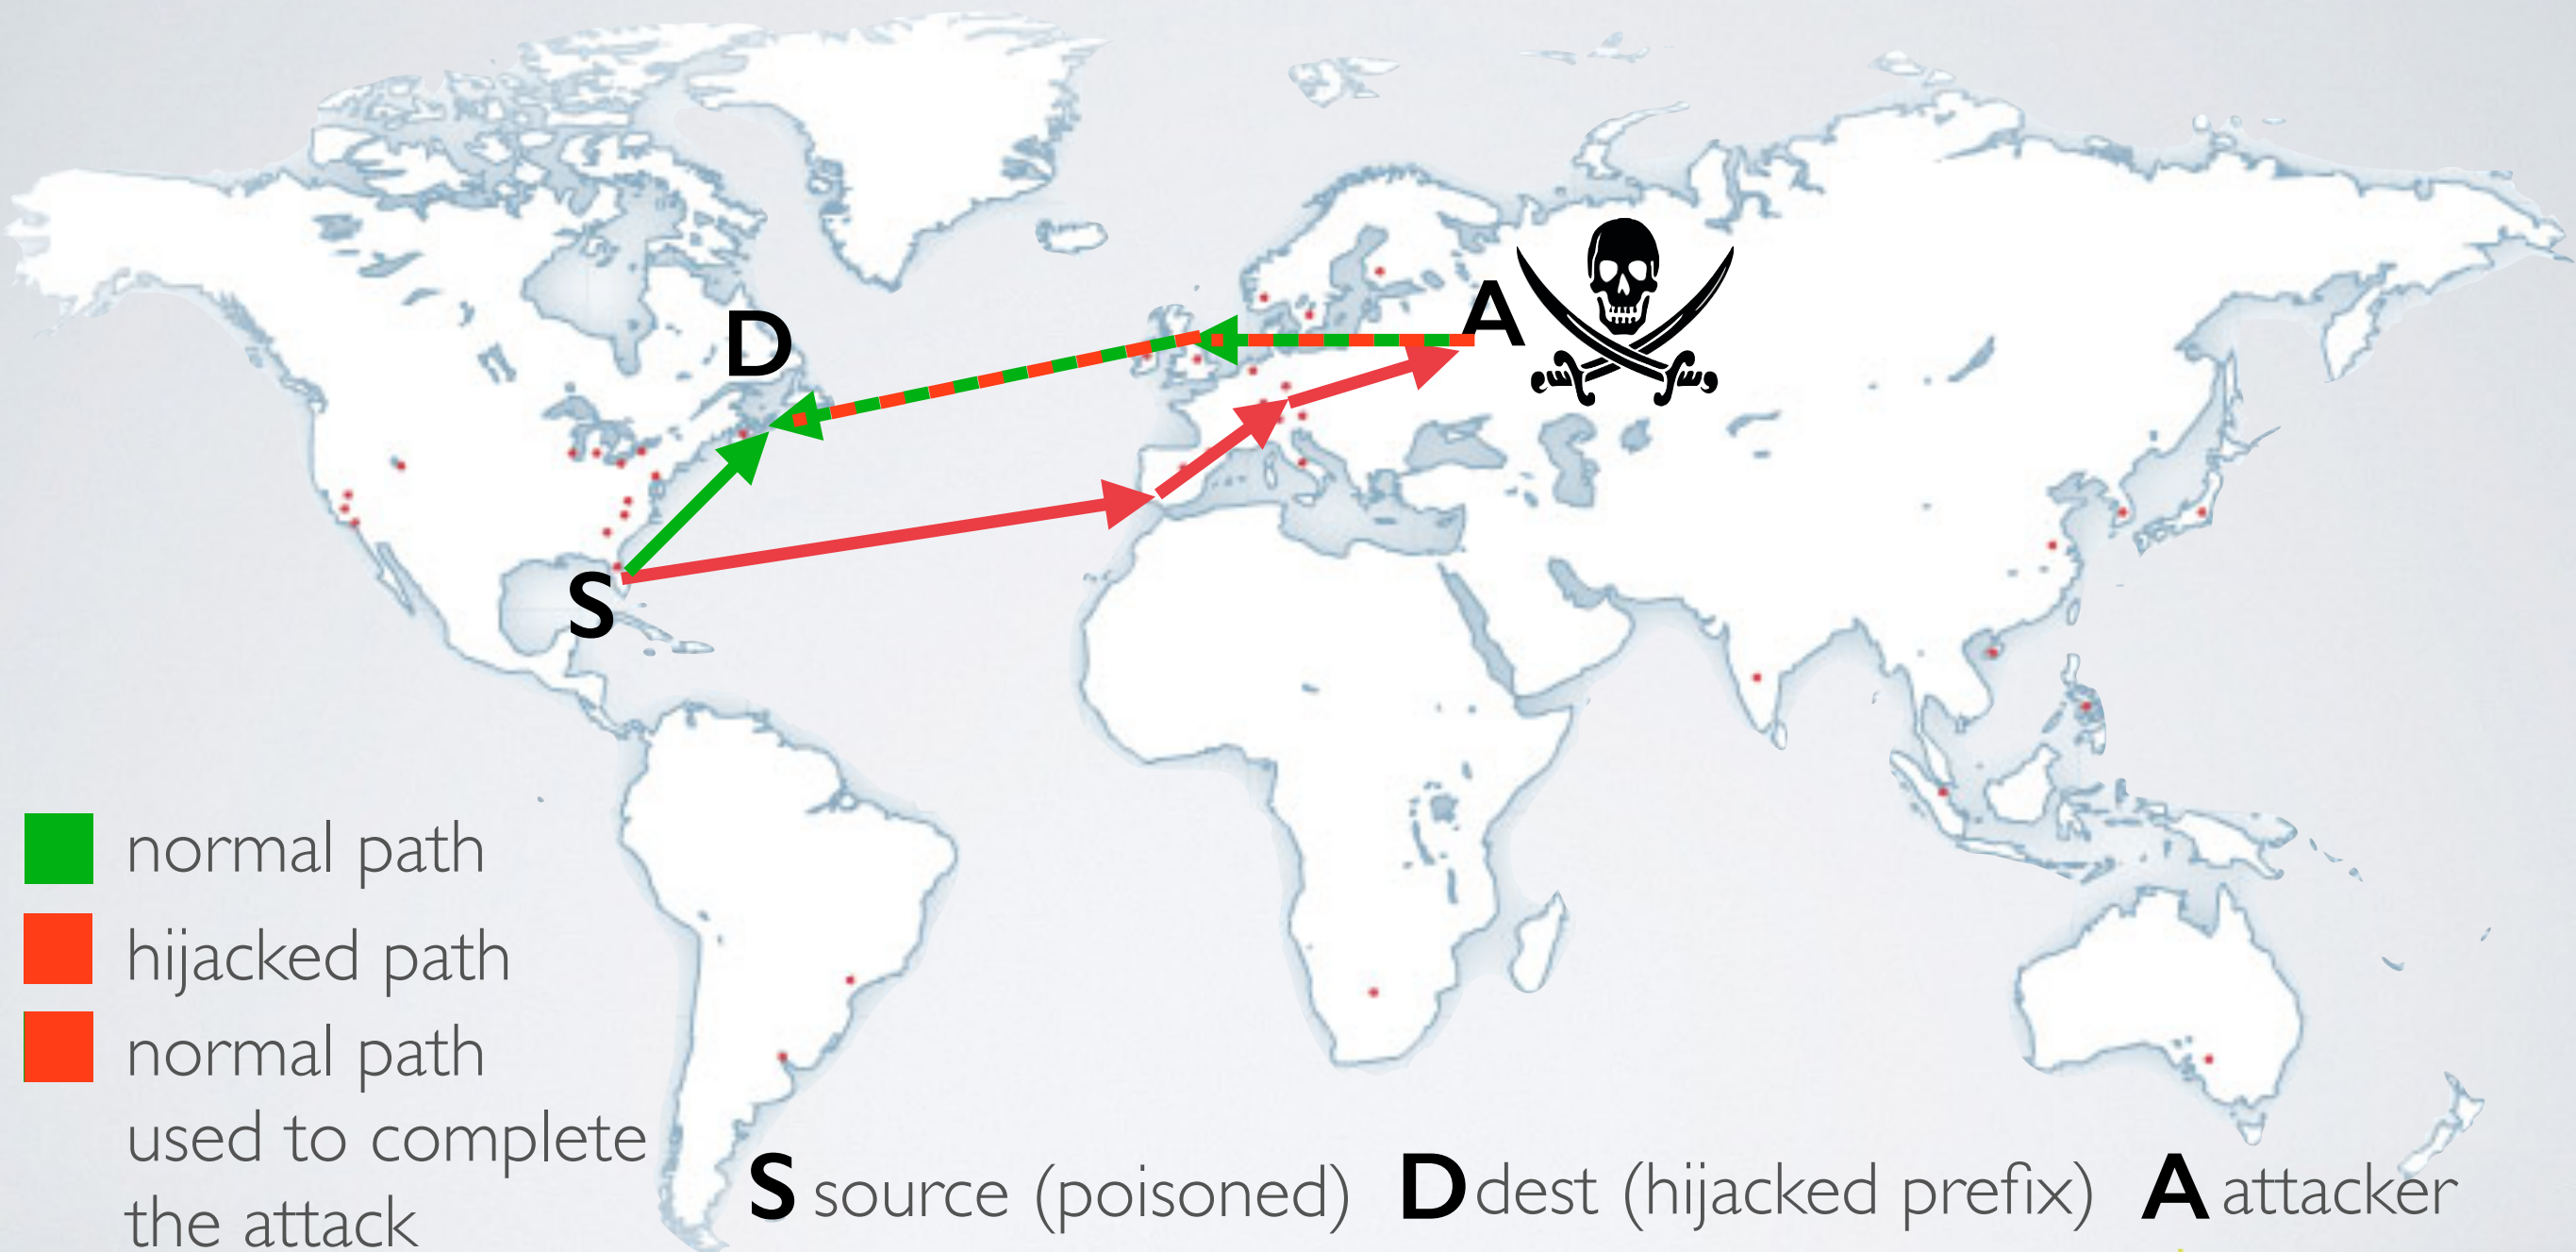 D
A
S
normal path
hijacked path
normal path
used to complete
the attack
S source (poisoned) D dest (hijacked prefix) A attacker